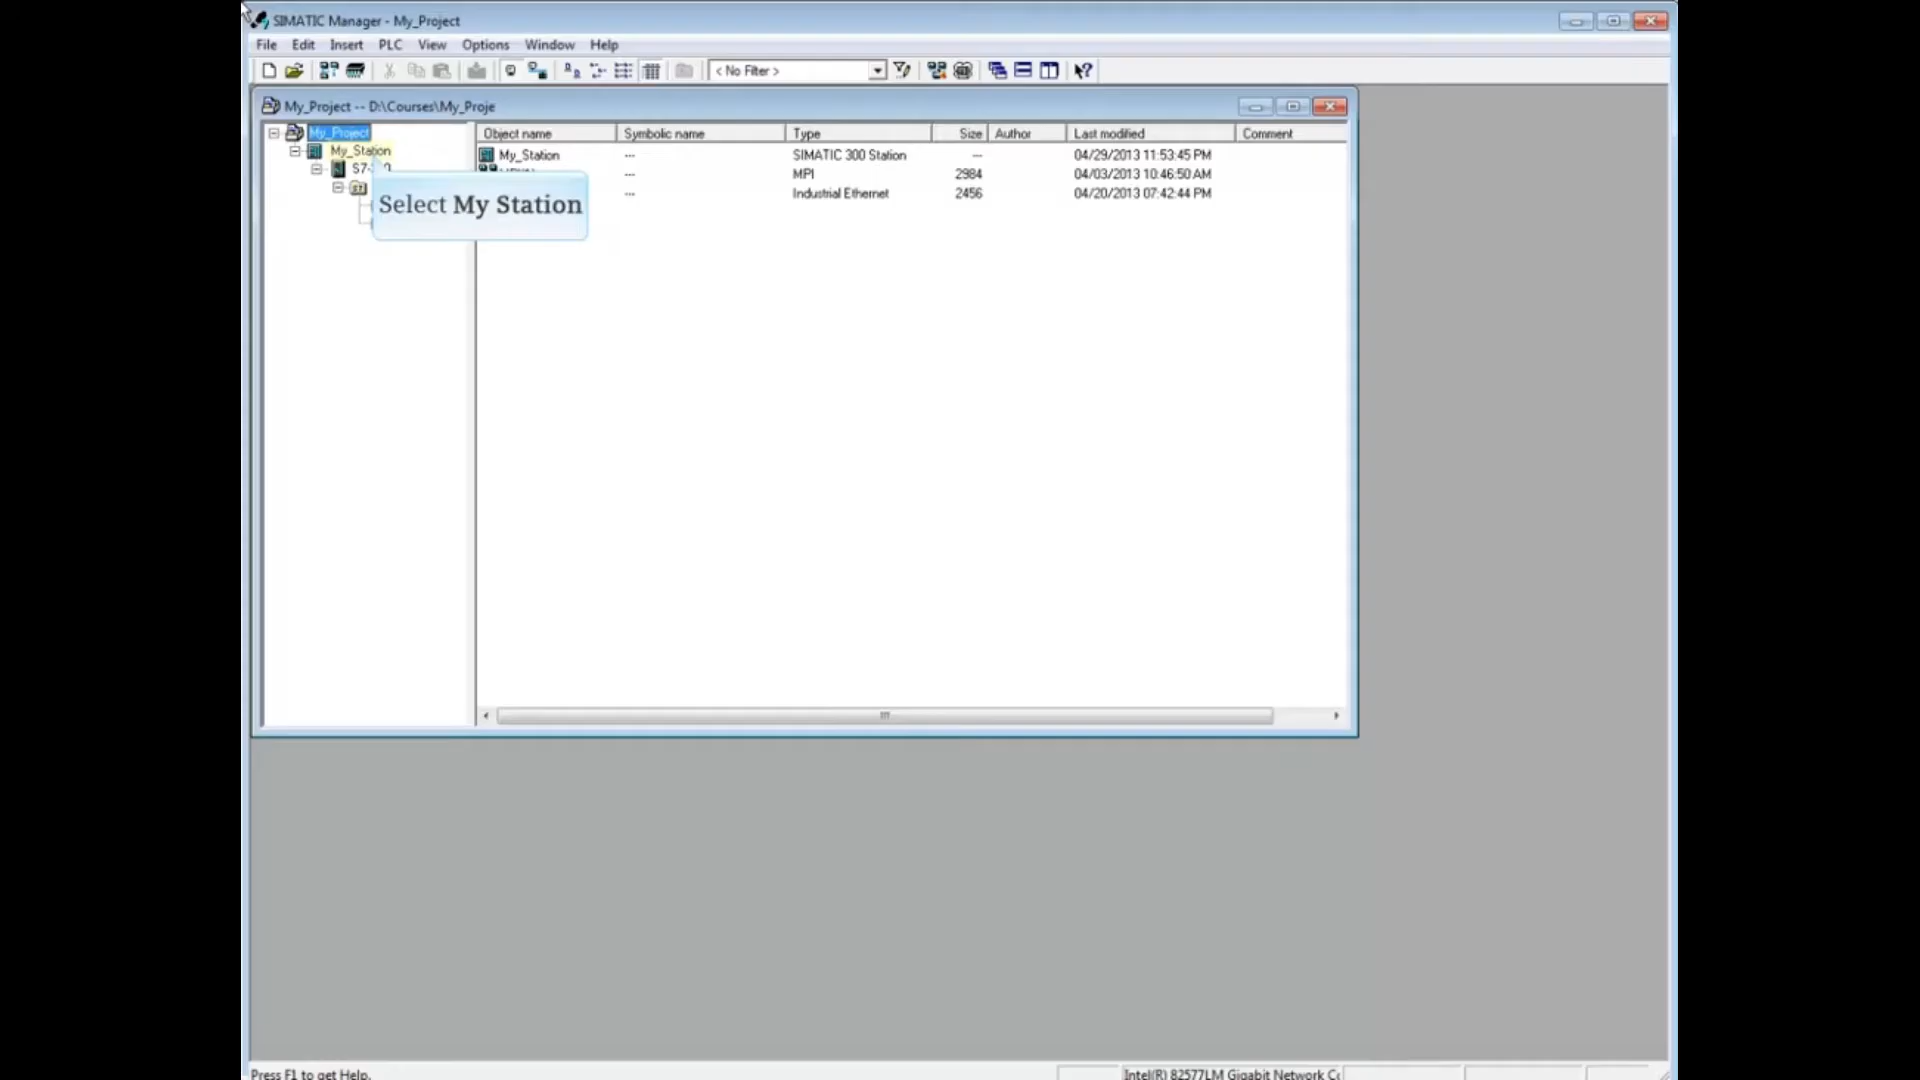 SIMATIC Manager - My_Project
File Edit Insert PLC View Options Window Help
< No Filter >
My_Project -- D:\Courses\My_Proje
My_Project
My_Station
Select My Station
Object name Symbolic name Type Size Author Last modified Comment
My_Station --- SIMATIC 300 Station --- 04/29/2013 11:53:45 PM
--- MPI 2984 04/03/2013 10:46:50 AM
--- Industrial Ethernet 2456 04/20/2013 07:42:44 PM
Press F1 to get Help.
Intel(R) 82577LM Gigabit Network